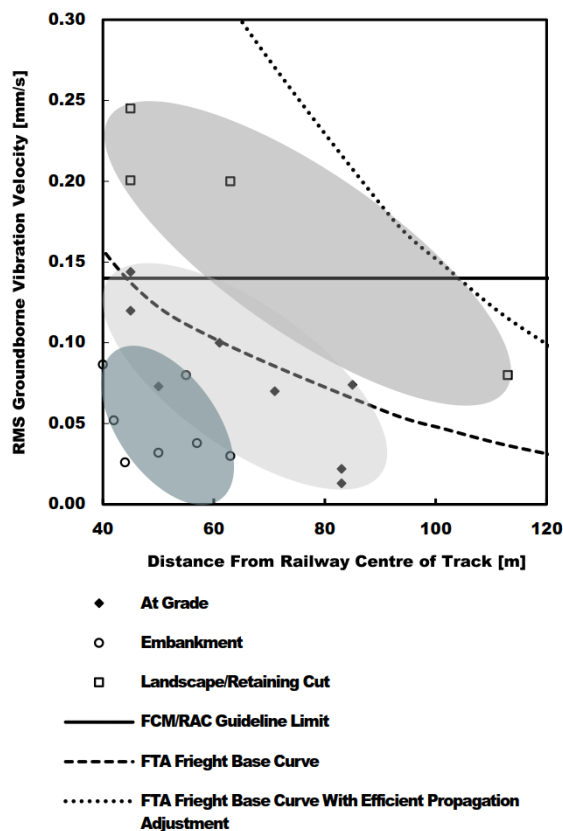 0.30
0.25
0.20
0.15
0.10
0.05
0.00
RMS Groundborne Vibration Velocity [mm/s]
40 60 80 100 120
Distance From Railway Centre of Track [m]
At Grade
Embankment
Landscape/Retaining Cut
FCM/RAC Guideline Limit
FTA Frieght Base Curve
FTA Frieght Base Curve With Efficient Propagation
Adjustment